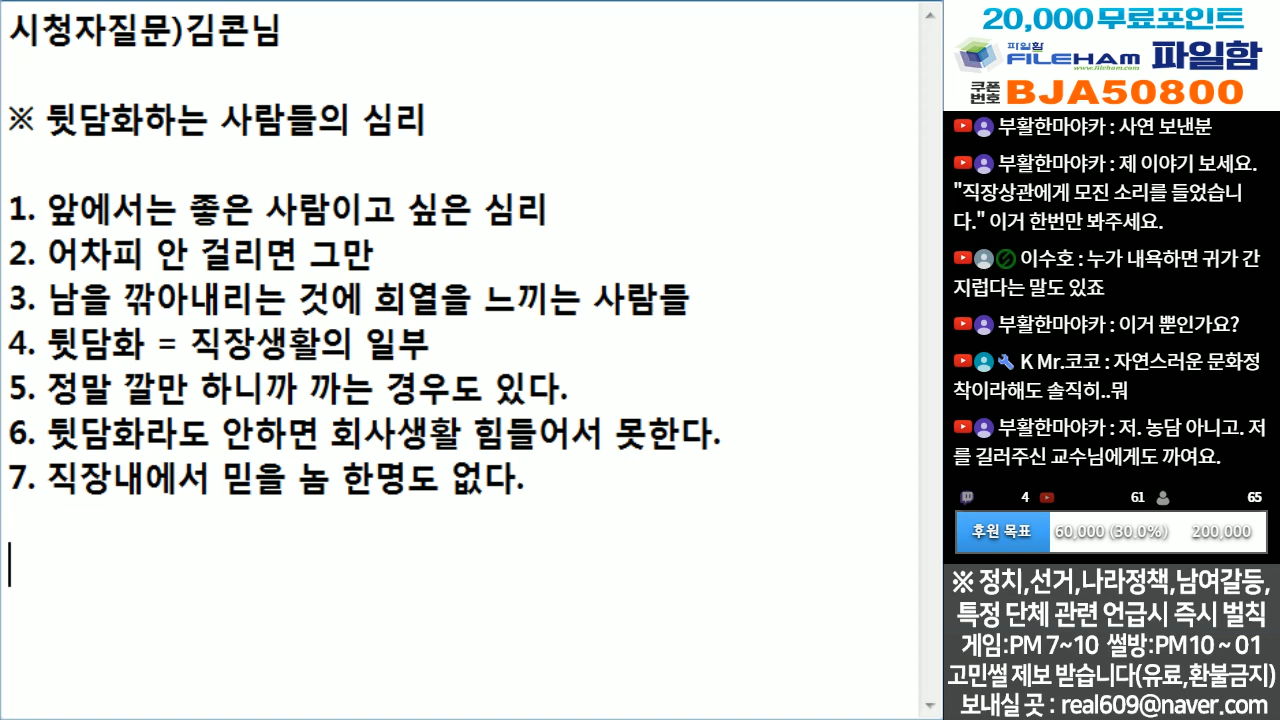 시청자질문)김콘님
※ 뒷담화하는 사람들의 심리
1. 앞에서는 좋은 사람이고 싶은 심리
2. 어차피 안 걸리면 그만
3. 남을 깎아내리는 것에 희열을 느끼는 사람들
4. 뒷담화 = 직장생활의 일부
5. 정말 깔만 하니까 까는 경우도 있다.
6. 뒷담화라도 안하면 회사생활 힘들어서 못한다.
7. 직장내에서 믿을 놈 한명도 없다.
20,000무료포인트
파일함
FILEHAM
www.fileham.com
파일함
쿠폰
번호
BJA50800
부활한마야카 : 사연 보낸분
부활한마야카 : 제 이야기 보세요.
"직장상관에게 모진 소리를 들었습니
다." 이거 한번만 봐주세요.
이수호 : 누가 내욕하면 귀가 간
지럽다는 말도 있죠
부활한마야카 : 이거 뿐인가요?
K Mr.코코 : 자연스러운 문화정
착이라해도 솔직히..뭐
부활한마야카 : 저. 농담 아니고. 저
를 길러주신 교수님에게도 까여요.
4 61 65
후원 목표 60,000 (30.0%) 200,000
※ 정치,선거,나라정책,남여갈등,
특정 단체 관련 언급시 즉시 벌칙
게임:PM 7~10 썰방:PM10 ~ 01
고민썰 제보 받습니다(유료,환불금지)
보내실 곳 : real609@naver.com